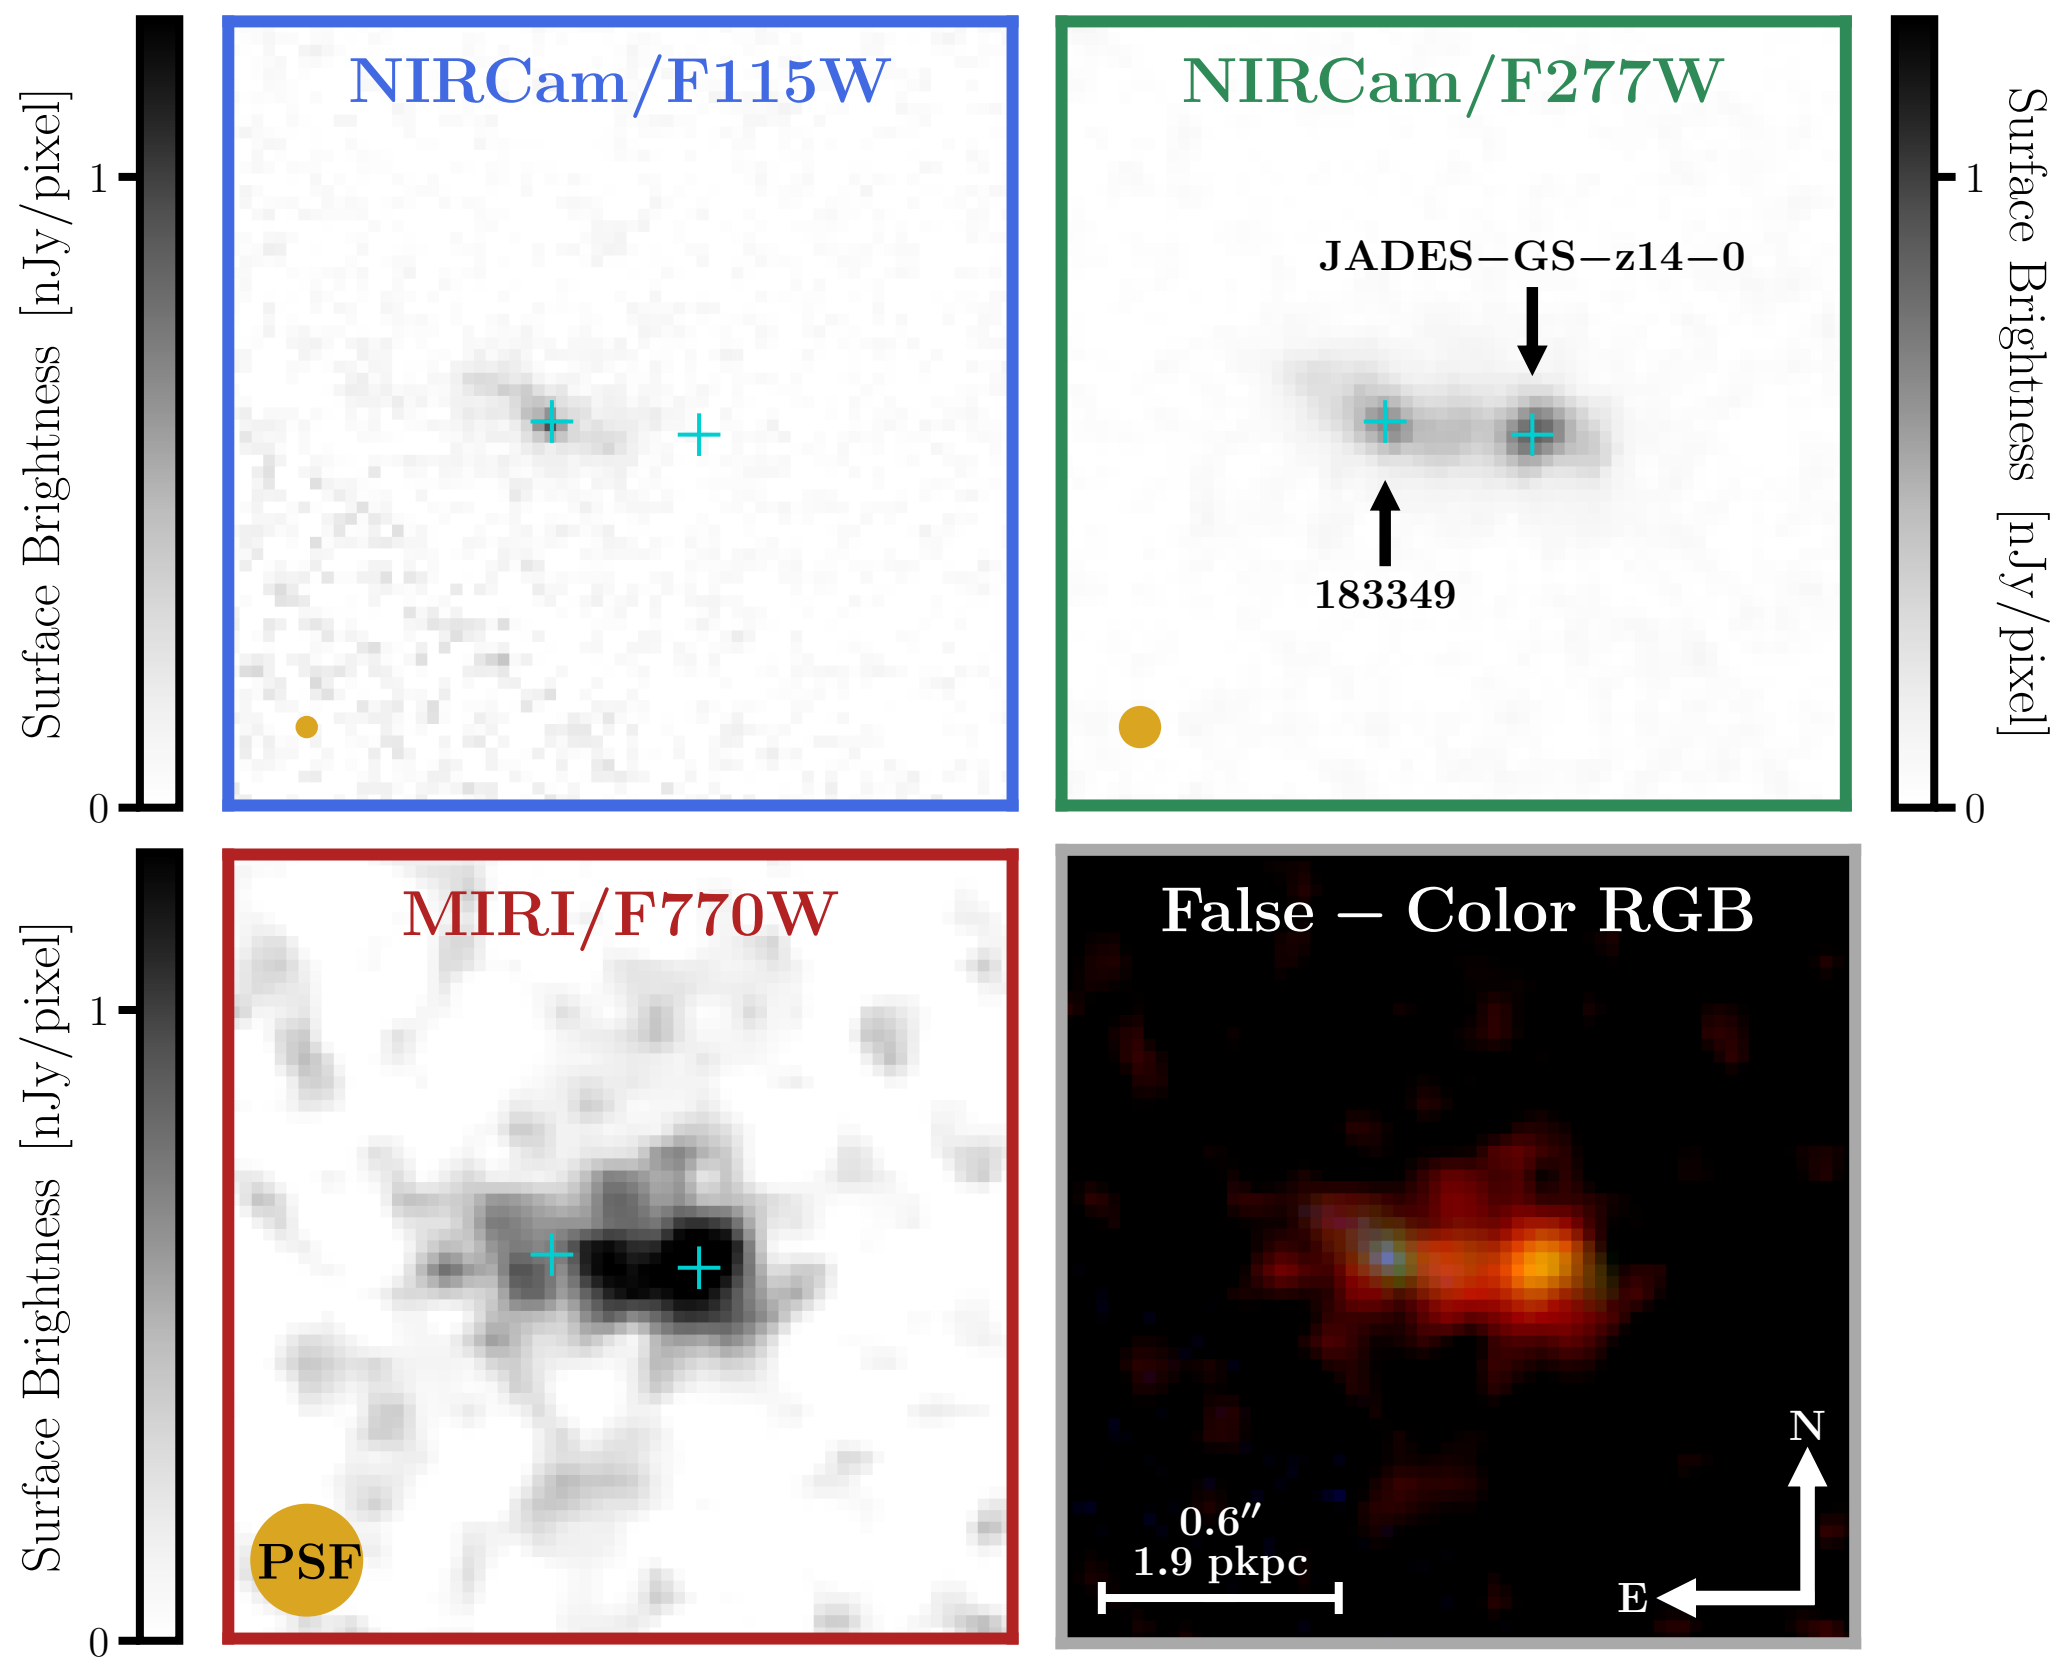 NIRCam/F115W
NIRCam/F277W
Surface Brightness [nJy/pixel]
1
0
Surface Brightness [nJy/pixel]
1
0
JADES−GS−z14−0
183349
MIRI/F770W
False − Color RGB
Surface Brightness [nJy/pixel]
1
0
PSF
0.6″
1.9 pkpc
N
E